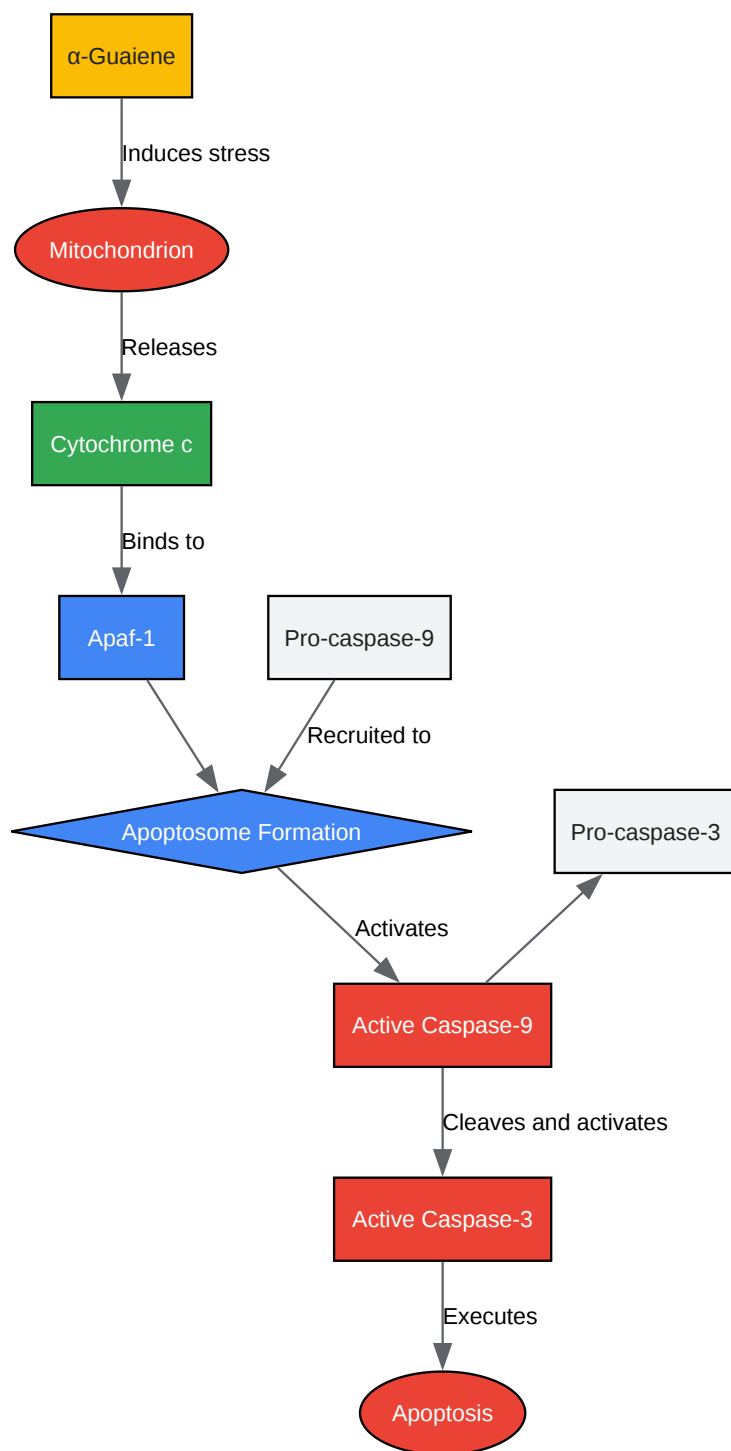 α-Guaiene
Induces stress
Mitochondrion
Releases
Cytochrome c
Binds to
Apaf-1
Pro-caspase-9
Recruited to
Apoptosome Formation
Pro-caspase-3
Activates
Active Caspase-9
Cleaves and activates
Active Caspase-3
Executes
Apoptosis